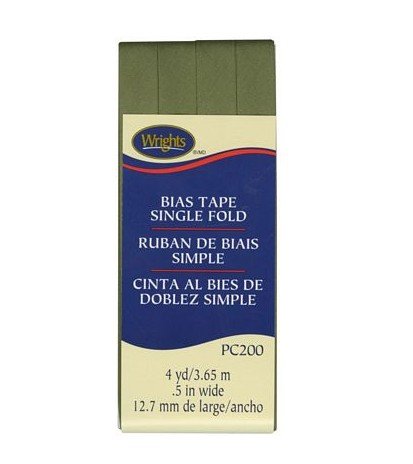 Wrights
®/MD
BIAS TAPE
SINGLE FOLD
RUBAN DE BIAIS
SIMPLE
CINTA AL BIES DE
DOBLEZ SIMPLE
PC200
4 yd/3.65 m
.5 in wide
12.7 mm de large/ancho